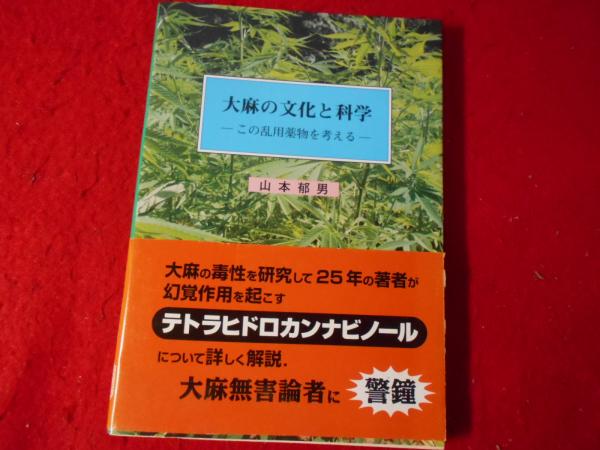 大麻の文化と科学
―この乱用薬物を考える―
山本郁男
大麻の毒性を研究して25年の著者が
幻覚作用を起こす
テトラヒドロカンナビノール
について詳しく解説．
大麻無害論者に
警鐘